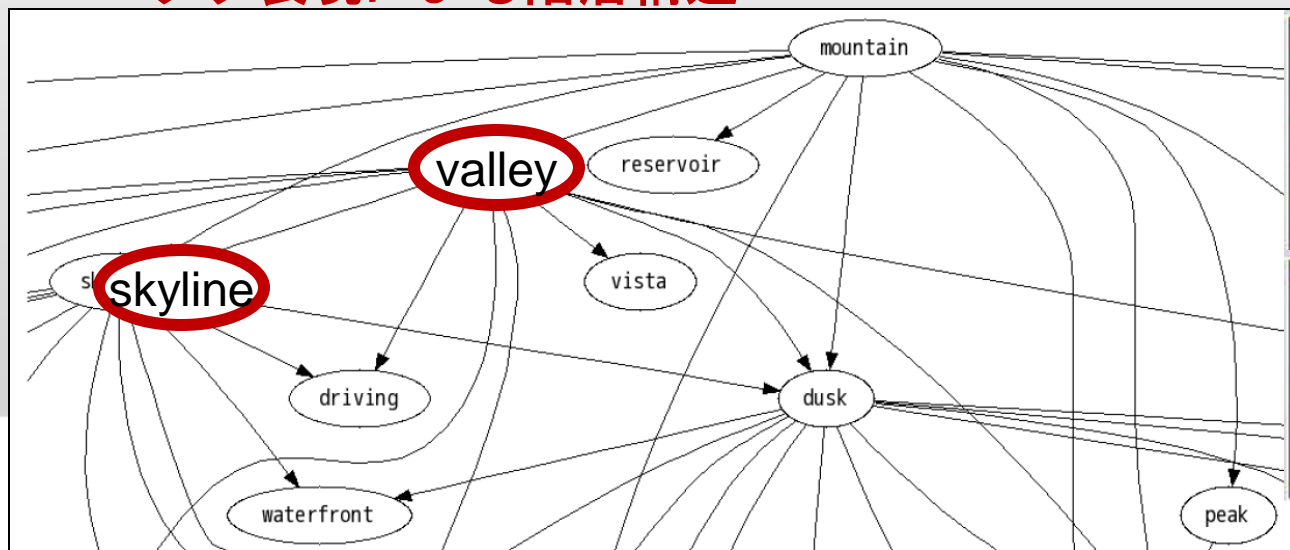 mountain
valley
reservoir
skyline
vista
driving
dusk
waterfront
peak